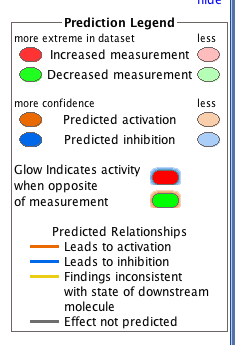 hide
Prediction Legend
more extreme in dataset less
Increased measurement
Decreased measurement
more confidence less
Predicted activation
Predicted inhibition
Glow Indicates activity
when opposite
of measurement
Predicted Relationships
Leads to activation
Leads to inhibition
Findings inconsistent
with state of downstream
molecule
Effect not predicted